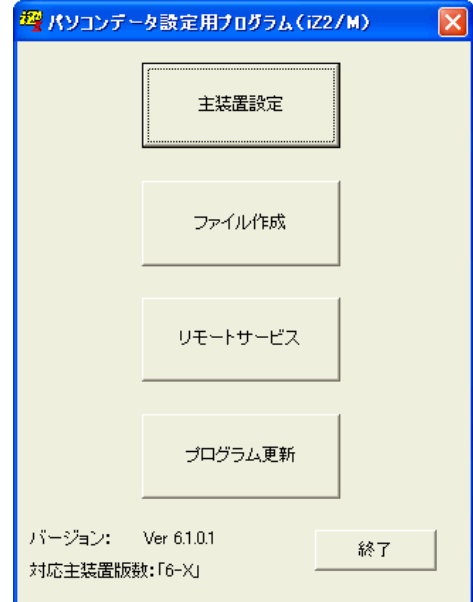 パソコンデータ設定用プログラム(iZ2/M)
主装置設定
ファイル作成
リモートサービス
プログラム更新
バージョン: Ver 6.1.0.1
終了
対応主装置版数:「6-X」